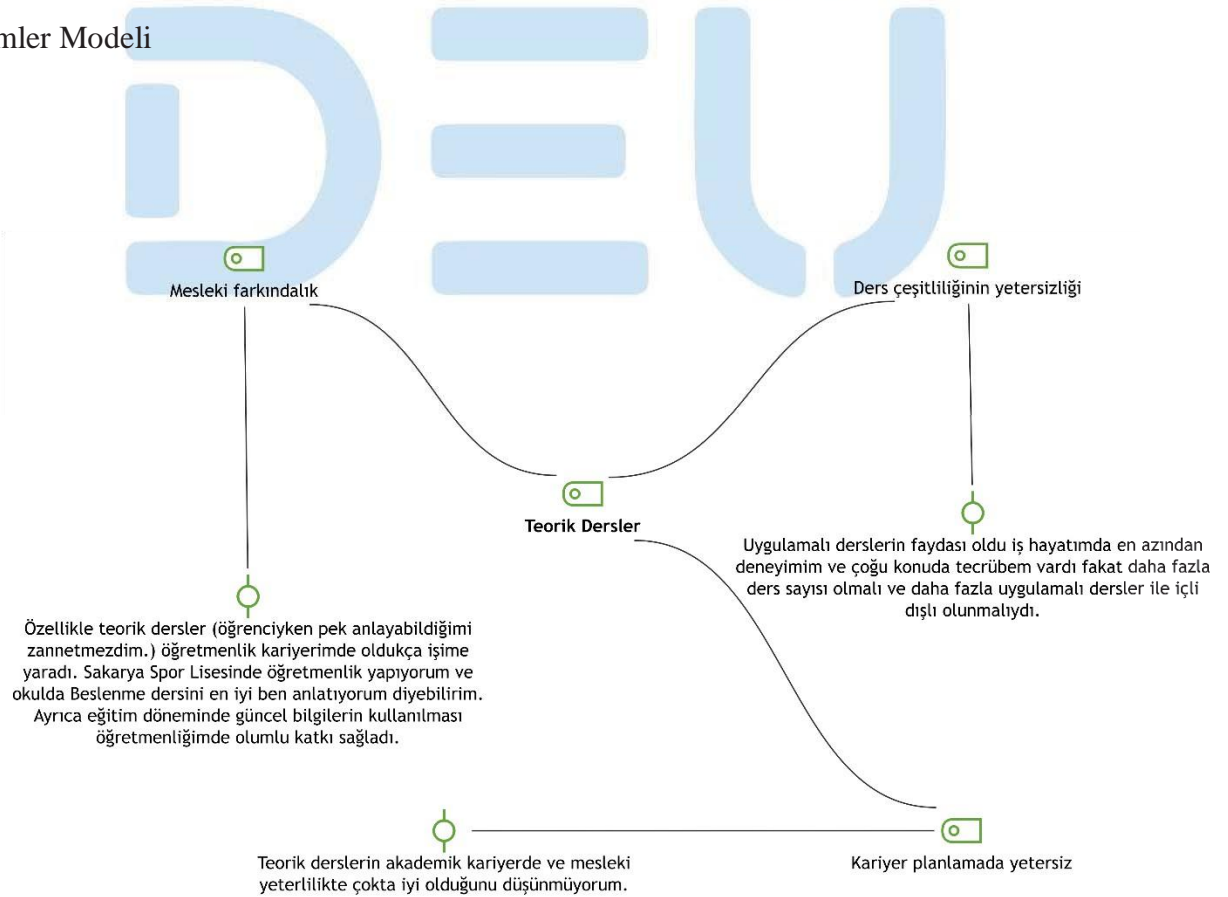 mler Modeli
DEU
Mesleki farkındalık
Ders çeşitliliğinin yetersizliği
Teorik Dersler
Uygulamalı derslerin faydası oldu iş hayatımda en azından
deneyimim ve çoğu konuda tecrübem vardı fakat daha fazla
ders sayısı olmalı ve daha fazla uygulamalı dersler ile içli
dışlı olunmalıydı.
Özellikle teorik dersler (öğrenciyken pek anlayabildiğimi
zannetmezdim.) öğretmenlik kariyerimde oldukça işime
yaradı. Sakarya Spor Lisesinde öğretmenlik yapıyorum ve
okulda Beslenme dersini en iyi ben anlatıyorum diyebilirim.
Ayrıca eğitim döneminde güncel bilgilerin kullanılması
öğretmenliğimde olumlu katkı sağladı.
Teorik derslerin akademik kariyerde ve mesleki
yeterlilikte çokta iyi olduğunu düşünmüyorum.
Kariyer planlamada yetersiz